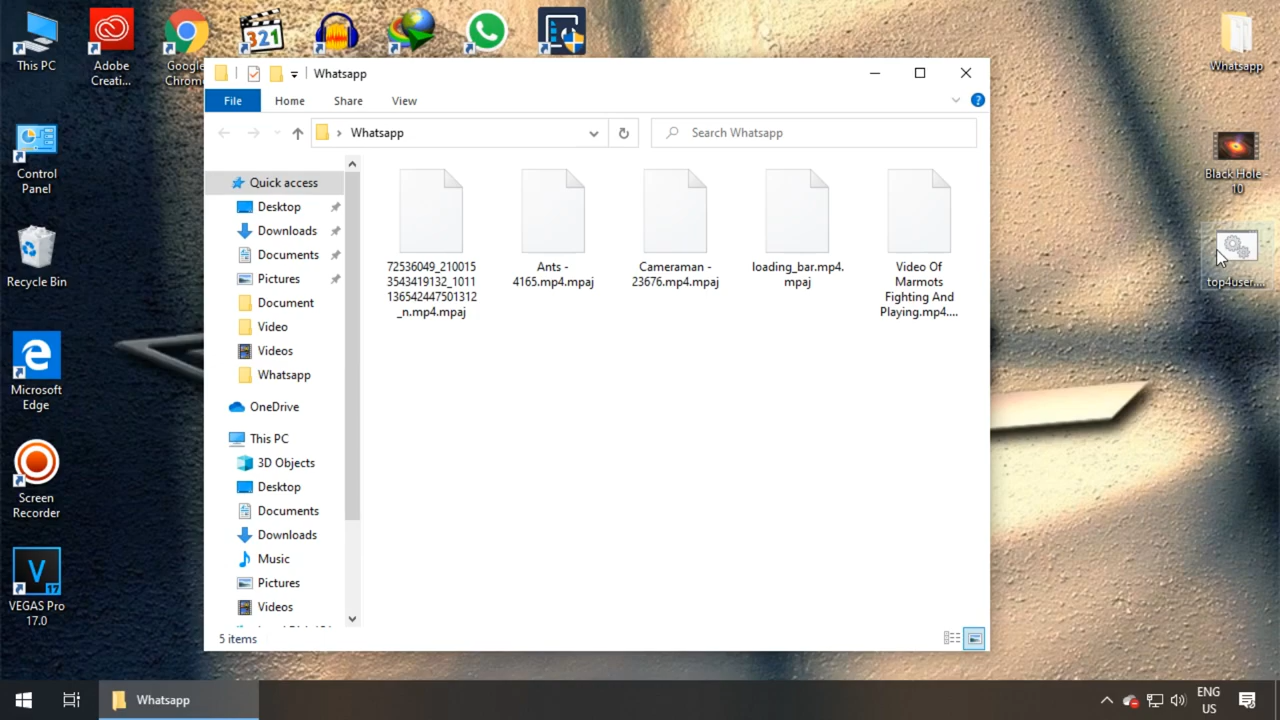 This PC
Adobe
Creati...
Google
Chrom
321
Whatsapp
File
Home
Share
View
Whatsapp
Search Whatsapp
Quick access
Desktop
Downloads
Documents
Pictures
Document
Video
Videos
Whatsapp
OneDrive
This PC
3D Objects
Desktop
Documents
Downloads
Music
Pictures
Videos
72536049_210015
3543419132_1011
136542447501312
_n.mp4.mpaj
Ants -
4165.mp4.mpaj
Cameraman -
23676.mp4.mpaj
loading_bar.mp4.
mpaj
Video Of
Marmots
Fighting And
Playing.mp4....
5 items
Control
Panel
Recycle Bin
Microsoft
Edge
Screen
Recorder
V
17
VEGAS Pro
17.0
Whatsapp
Black Hole -
10
top4user....
Whatsapp
ENG
US